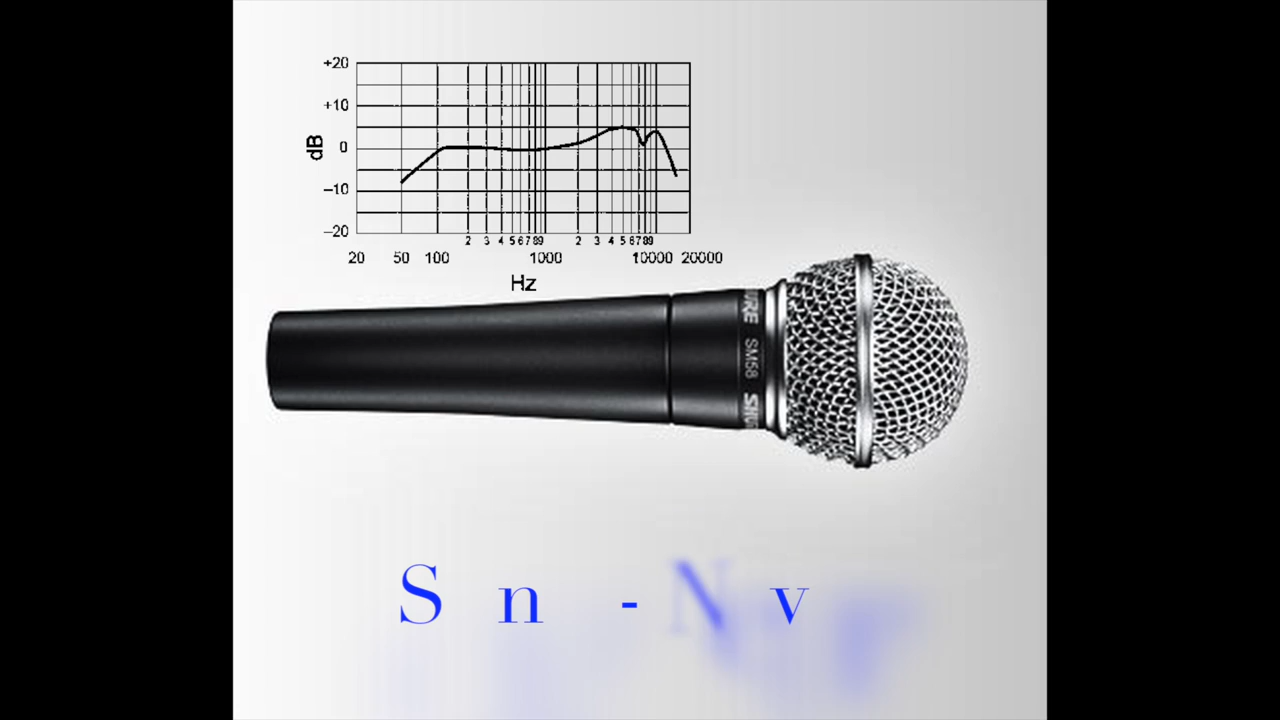 +20
+10
dB 0
−10
−20
2 3 4 5 6 7 8 9 2 3 4 5 6 7 8 9
20 50 100 1000 10000 20000
Hz
SM58
S n - N v